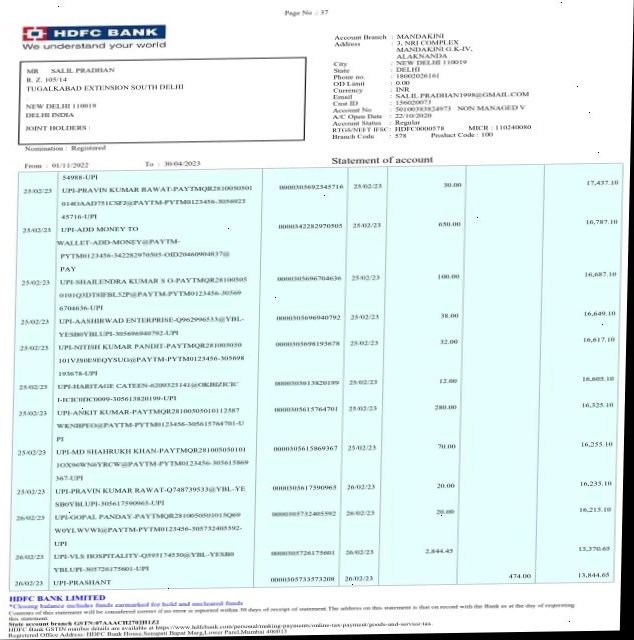 Page No .: 37
HDFC BANK
We understand your world
MR SALIL PRADHAN
R. Z. 105/14
TUGALKABAD EXTENSION SOUTH DELHI
NEW DELHI 110019
DELHI INDIA
JOINT HOLDERS :
Nomination : Registered
From : 01/11/2022 To : 30/04/2023
Account Branch : MANDAKINI
Address : 3, NRI COMPLEX
MANDAKINI G.K-IV,
ALAKNANDA
City : NEW DELHI 110019
State : DELHI
Phone no. : 18002026161
OD Limit : 0.00
Currency : INR
Email : SALIL.PRADHAN1998@GMAIL.COM
Cust ID : 156020073
Account No : 50100383824973 NON MANAGED V
A/C Open Date : 22/10/2020
Account Status : Regular
RTGS/NEFT IFSC: HDFC0000578 MICR : 110240080
Branch Code : 578 Product Code : 100
Statement of account
54988-UPI
25/02/23 UPI-PRAVIN KUMAR RAWAT-PAYTMQR2810050501 0000305692345716 25/02/23 30.00 17,437.10
014OAAD751CSFJ@PAYTM-PYTM0123456-3056923
45716-UPI
25/02/23 UPI-ADD MONEY TO 0000342282970505 25/02/23 650.00 16,787.10
WALLET-ADD-MONEY@PAYTM-
PYTM0123456-342282970505-OID20460904837@
PAY
25/02/23 UPI-SHAILENDRA KUMAR S O-PAYTMQR28100505 0000305696704636 25/02/23 100.00 16,687.10
0101Q3DT8IFBL52P@PAYTM-PYTM0123456-30569
6704636-UPI
25/02/23 UPI-AASHIRWAD ENTERPRISE-Q962996533@YBL- 0000305696940792 25/02/23 38.00 16,649.10
YESB0YBLUPI-305696940792-UPI
25/02/23 UPI-NITISH KUMAR PANDIT-PAYTMQR281005050 0000305698193678 25/02/23 32.00 16,617.10
101VJ80E9EQYSUG@PAYTM-PYTM0123456-305698
193678-UPI
25/02/23 UPI-HARITAGE CATEEN-6209323141@OKBIZICIC 0000305613820199 25/02/23 12.00 16,605.10
I-ICIC0DC0099-305613820199-UPI
25/02/23 UPI-ANKIT KUMAR-PAYTMQR28100505010112587 0000305615764701 25/02/23 280.00 16,325.10
WKNBPEO@PAYTM-PYTM0123456-305615764701-U
PI
25/02/23 UPI-MD SHAHRUKH KHAN-PAYTMQR281005050101 0000305615869367 25/02/23 70.00 16,255.10
1OX96WN6YRCW@PAYTM-PYTM0123456-305615869
367-UPI
25/02/23 UPI-PRAVIN KUMAR RAWAT-Q748739533@YBL-YE 0000305617590965 26/02/23 20.00 16,235.10
SB0YBLUPI-305617590965-UPI
26/02/23 UPI-GOPAL PANDAY-PAYTMQR2810050501015Q69 0000305732405592 26/02/23 20.00 16,215.10
W0YLWVWI@PAYTM-PYTM0123456-305732405592-
UPI
26/02/23 UPI-VLS HOSPITALITY-Q595174530@YBL-YESB0 0000305726175601 26/02/23 2,844.45 13,370.65
YBLUPI-305726175601-UPI
26/02/23 UPI-PRASHANT 0000305733573208 26/02/23 474.00 13,844.65
HDFC BANK LIMITED
*Closing balance includes funds earmarked for hold and uncleared funds
Contents of this statement will be considered correct if no error is reported within 30 days of receipt of statement.The address on this statement is that on record with the Bank as at the day of requesting
this statement.
State account branch GSTN:07AAACH2702H1Z2
HDFC Bank GSTIN number details are available at https://www.hdfcbank.com/personal/making-payments/online-tax-payment/goods-and-service-tax.
Registered Office Address: HDFC Bank House,Senapati Bapat Marg,Lower Parel,Mumbai 400013